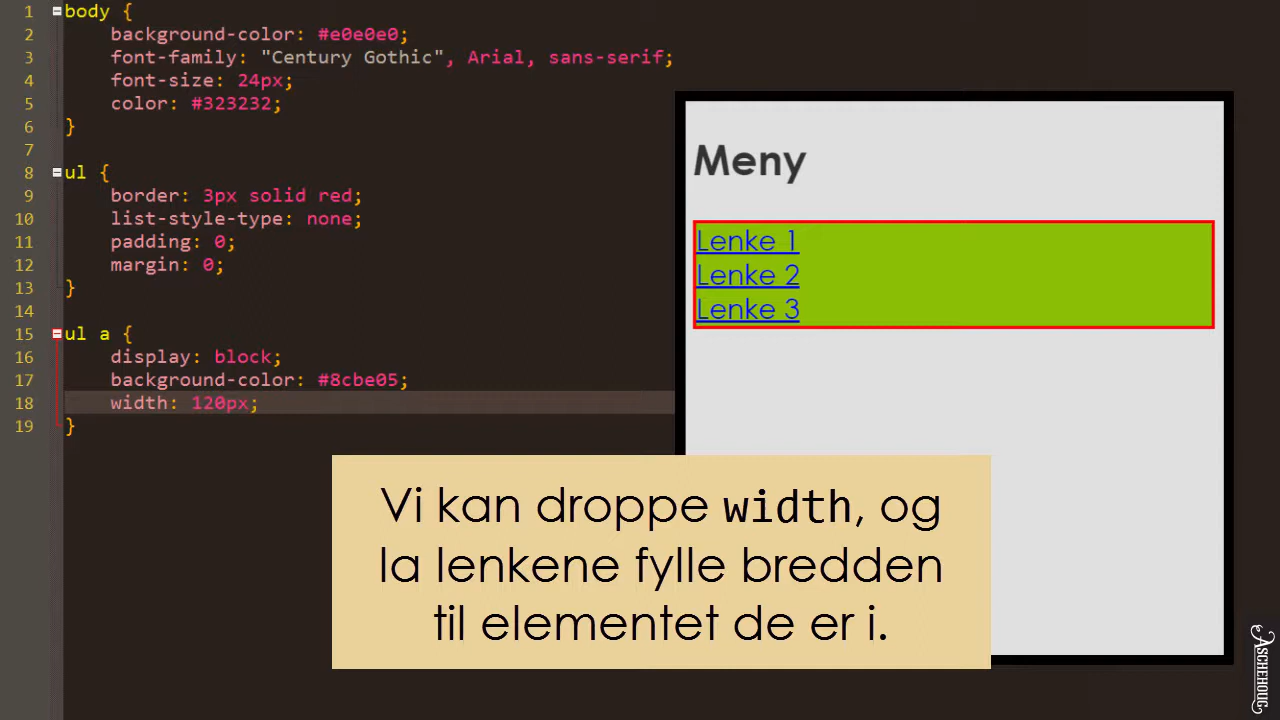 1 body {
2 background-color: #e0e0e0;
3 font-family: "Century Gothic", Arial, sans-serif;
4 font-size: 24px;
5 color: #323232;
6 }
7
8 ul {
9 border: 3px solid red;
10 list-style-type: none;
11 padding: 0;
12 margin: 0;
13 }
14
15 ul a {
16 display: block;
17 background-color: #8cbe05;
18 width: 120px;
19 }
Meny
Lenke 1
Lenke 2
Lenke 3
Vi kan droppe width, og
la lenkene fylle bredden
til elementet de er i.
ASCHEHOUG